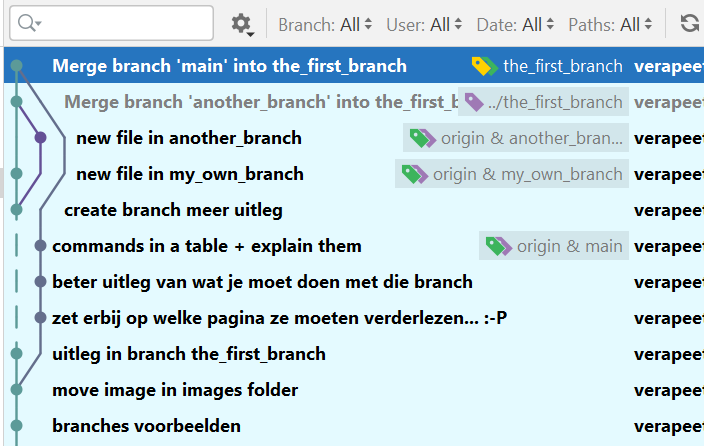 Branch: All User: All Date: All Paths: All
Merge branch 'main' into the_first_branch the_first_branch verapeet
Merge branch 'another_branch' into the_first_b ../the_first_branch verapeet
new file in another_branch origin & another_bran... verapeet
new file in my_own_branch origin & my_own_branch verapeet
create branch meer uitleg verapeet
commands in a table + explain them origin & main verapeet
beter uitleg van wat je moet doen met die branch verapeet
zet erbij op welke pagina ze moeten verderlezen... :-P verapeet
uitleg in branch the_first_branch verapeet
move image in images folder verapeet
branches voorbeelden verapeet